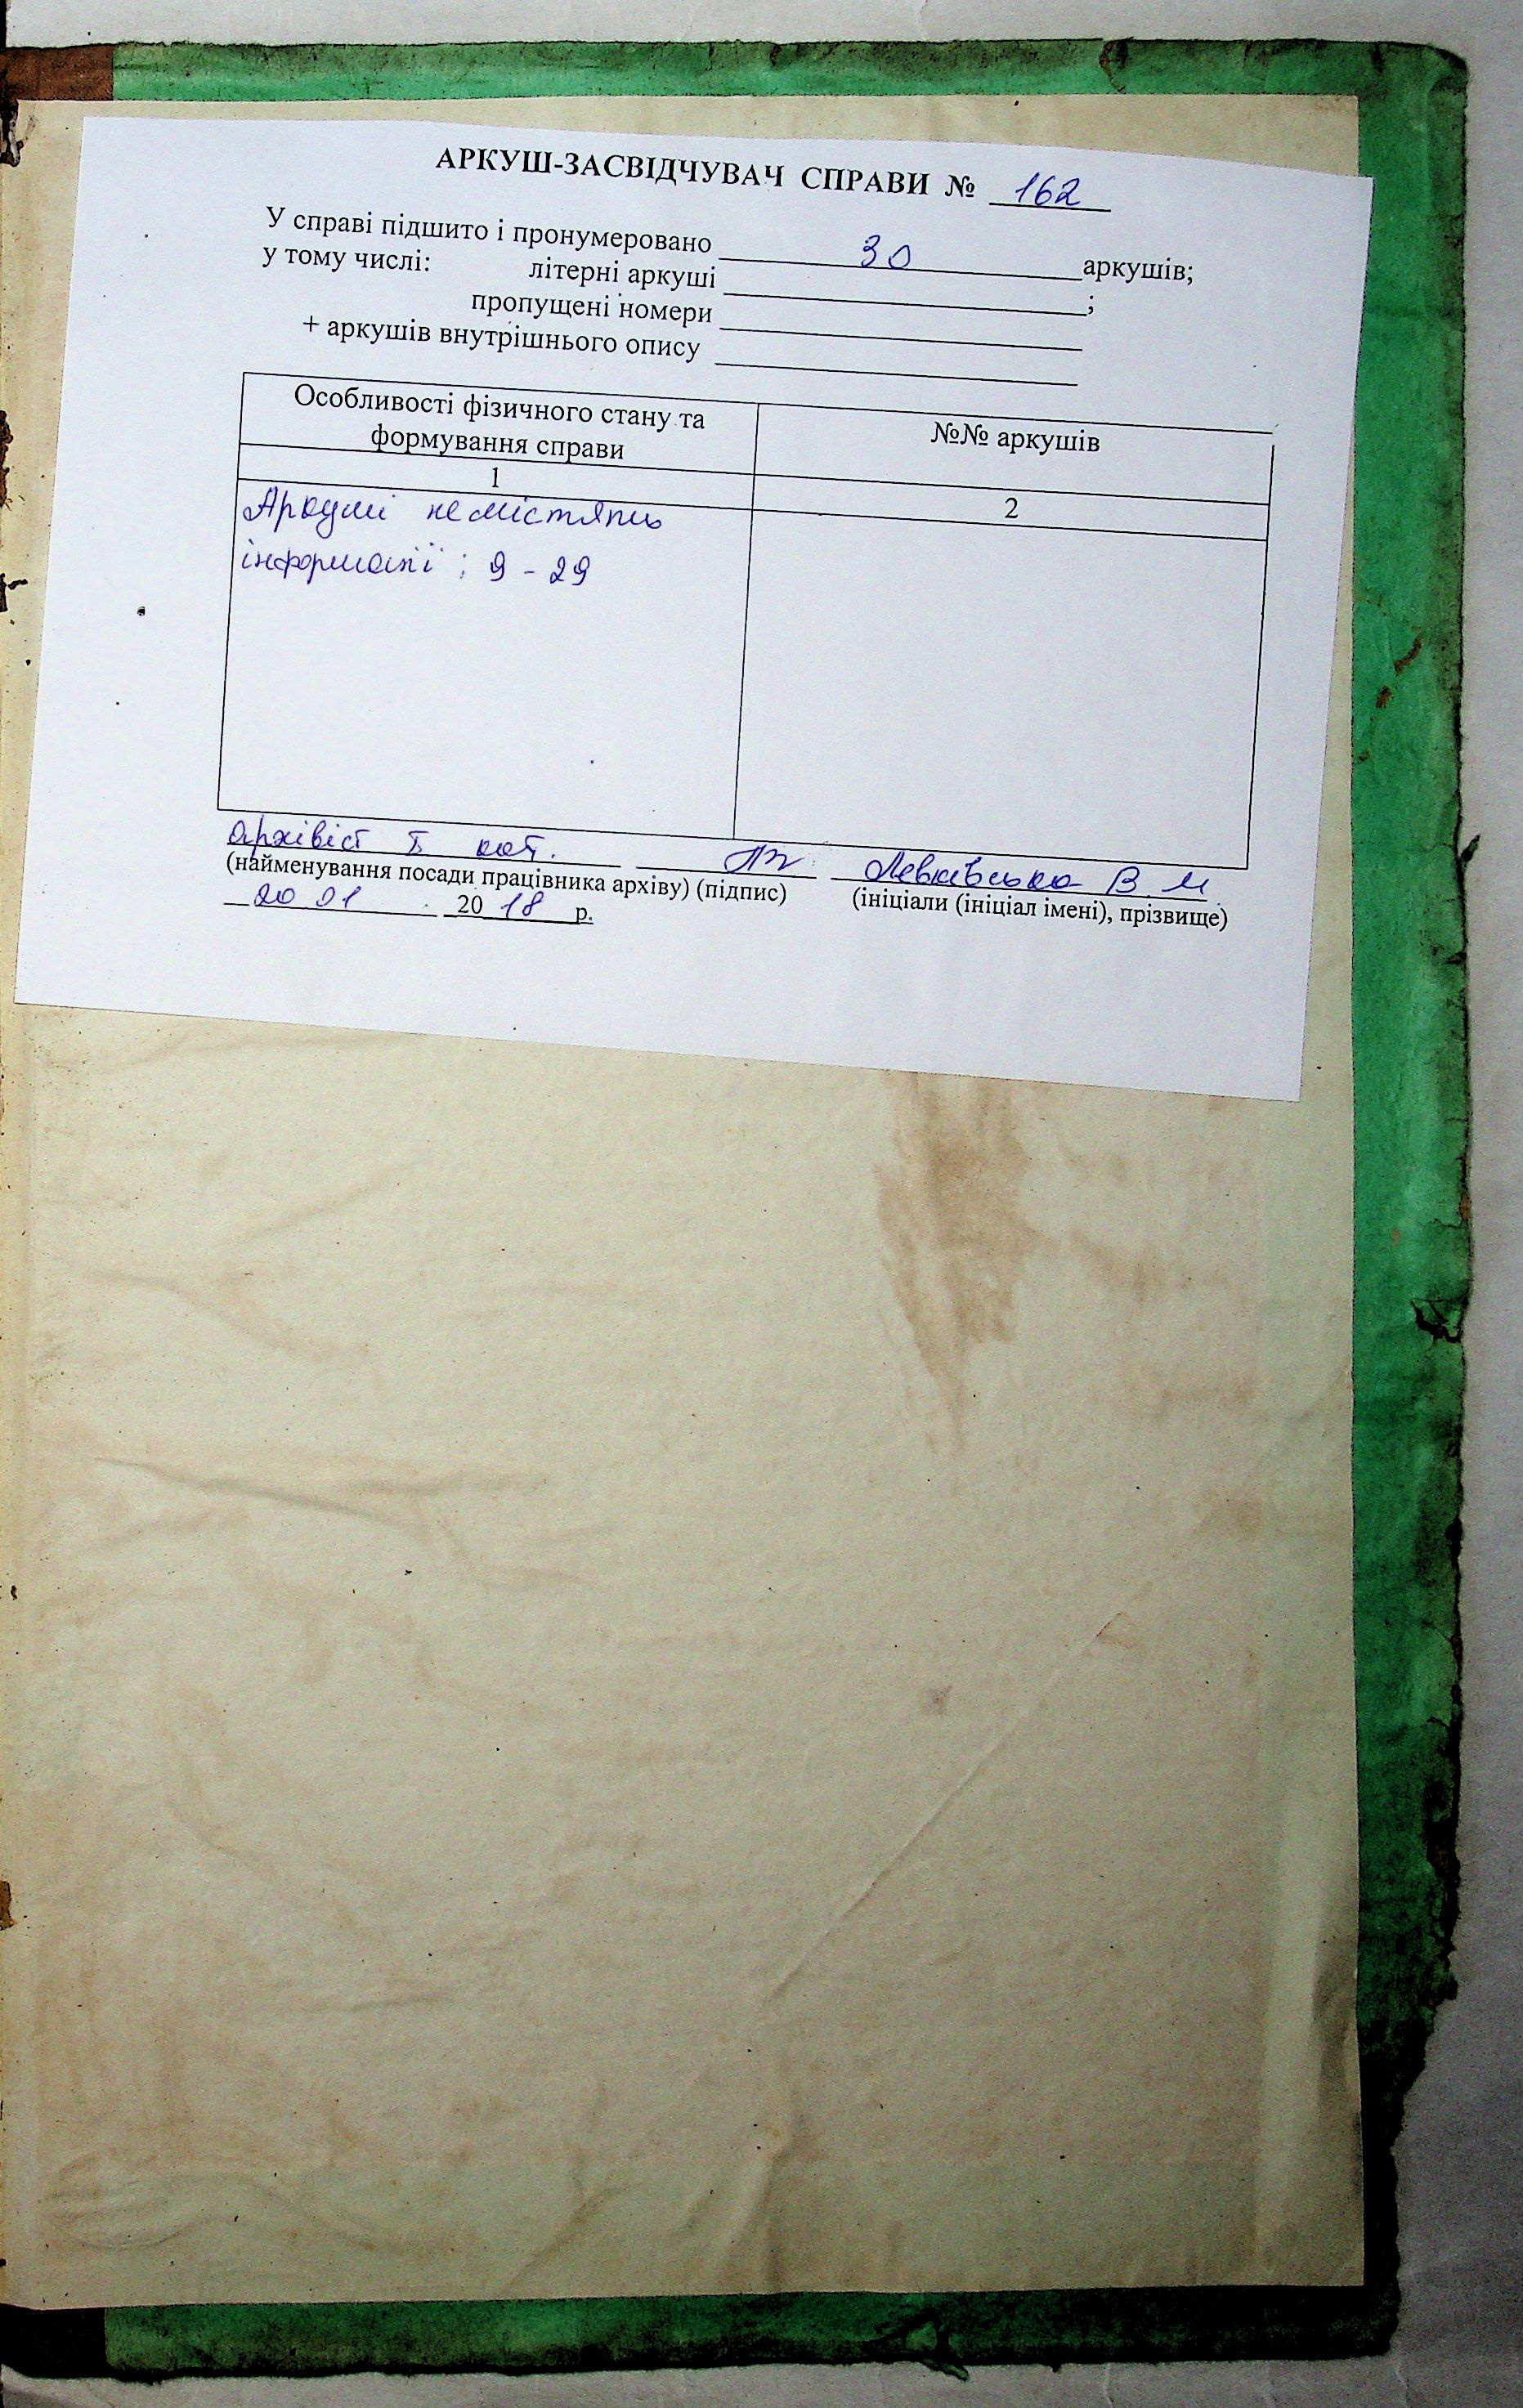 АРКУШ-ЗАСВІДЧУВАЧ СПРАВИ № 162
У справі підшито і пронумеровано 30 аркушів;
у тому числі: літерні аркуші ;
пропущені номери
+ аркушів внутрішнього опису
Особливості фізичного стану та
формування справи
№№ аркушів
1
2
Аркуші не містять
інформації : 9 - 29
архівіст І кат. Левківська В М
(найменування посади працівника архіву) (підпис) (ініціали (ініціал імені), прізвище)
20 01 20 18 р.